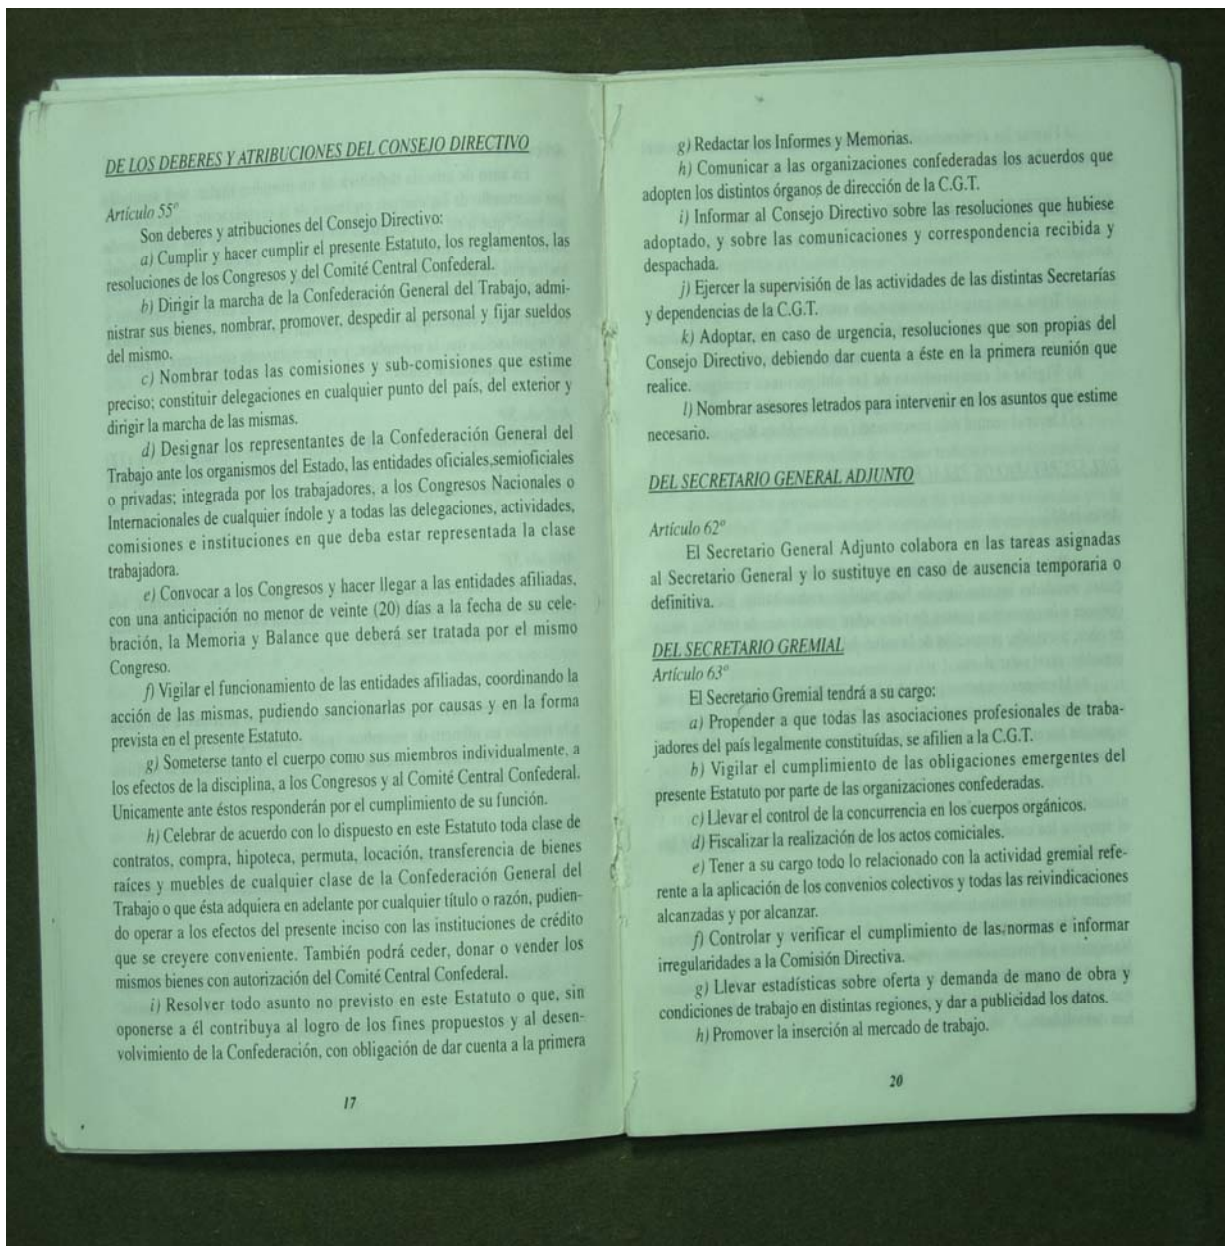 DE LOS DEBERES Y ATRIBUCIONES DEL CONSEJO DIRECTIVO
Artículo 55º
Son deberes y atribuciones del Consejo Directivo:
a) Cumplir y hacer cumplir el presente Estatuto, los reglamentos, las
resoluciones de los Congresos y del Comité Central Confederal.
b) Dirigir la marcha de la Confederación General del Trabajo, admi-
nistrar sus bienes, nombrar, promover, despedir al personal y fijar sueldos
del mismo.
c) Nombrar todas las comisiones y sub-comisiones que estime
preciso; constituir delegaciones en cualquier punto del país, del exterior y
dirigir la marcha de las mismas.
d) Designar los representantes de la Confederación General del
Trabajo ante los organismos del Estado, las entidades oficiales,semioficiales
o privadas; integrada por los trabajadores, a los Congresos Nacionales o
Internacionales de cualquier índole y a todas las delegaciones, actividades,
comisiones e instituciones en que deba estar representada la clase
trabajadora.
e) Convocar a los Congresos y hacer llegar a las entidades afiliadas,
con una anticipación no menor de veinte (20) días a la fecha de su cele-
bración, la Memoria y Balance que deberá ser tratada por el mismo
Congreso.
f) Vigilar el funcionamiento de las entidades afiliadas, coordinando la
acción de las mismas, pudiendo sancionarlas por causas y en la forma
prevista en el presente Estatuto.
g) Someterse tanto el cuerpo como sus miembros individualmente, a
los efectos de la disciplina, a los Congresos y al Comité Central Confederal.
Unicamente ante éstos responderán por el cumplimiento de su función.
h) Celebrar de acuerdo con lo dispuesto en este Estatuto toda clase de
contratos, compra, hipoteca, permuta, locación, transferencia de bienes
raíces y muebles de cualquier clase de la Confederación General del
Trabajo o que ésta adquiera en adelante por cualquier título o razón, pudien-
do operar a los efectos del presente inciso con las instituciones de crédito
que se creyere conveniente. También podrá ceder, donar o vender los
mismos bienes con autorización del Comité Central Confederal.
i) Resolver todo asunto no previsto en este Estatuto o que, sin
oponerse a él contribuya al logro de los fines propuestos y al desen-
volvimiento de la Confederación, con obligación de dar cuenta a la primera
17
g) Redactar los Informes y Memorias.
h) Comunicar a las organizaciones confederadas los acuerdos que
adopten los distintos órganos de dirección de la C.G.T.
i) Informar al Consejo Directivo sobre las resoluciones que hubiese
adoptado, y sobre las comunicaciones y correspondencia recibida y
despachada.
j) Ejercer la supervisión de las actividades de las distintas Secretarías
y dependencias de la C.G.T.
k) Adoptar, en caso de urgencia, resoluciones que son propias del
Consejo Directivo, debiendo dar cuenta a éste en la primera reunión que
realice.
l) Nombrar asesores letrados para intervenir en los asuntos que estime
necesario.
DEL SECRETARIO GENERAL ADJUNTO
Artículo 62º
El Secretario General Adjunto colabora en las tareas asignadas
al Secretario General y lo sustituye en caso de ausencia temporaria o
definitiva.
DEL SECRETARIO GREMIAL
Artículo 63º
El Secretario Gremial tendrá a su cargo:
a) Propender a que todas las asociaciones profesionales de traba-
jadores del país legalmente constituídas, se afilien a la C.G.T.
b) Vigilar el cumplimiento de las obligaciones emergentes del
presente Estatuto por parte de las organizaciones confederadas.
c) Llevar el control de la concurrencia en los cuerpos orgánicos.
d) Fiscalizar la realización de los actos comiciales.
e) Tener a su cargo todo lo relacionado con la actividad gremial refe-
rente a la aplicación de los convenios colectivos y todas las reivindicaciones
alcanzadas y por alcanzar.
f) Controlar y verificar el cumplimiento de las normas e informar
irregularidades a la Comisión Directiva.
g) Llevar estadísticas sobre oferta y demanda de mano de obra y
condiciones de trabajo en distintas regiones, y dar a publicidad los datos.
h) Promover la inserción al mercado de trabajo.
20